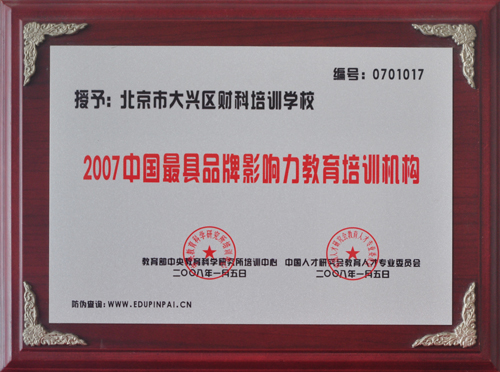 编号：0701017
授予：北京市大兴区财科培训学校
2007中国最具品牌影响力教育培训机构
教育部中央教育科学研究所培训中心 中国人才研究会教育人才专业委员会
二〇〇八年一月五日 二〇〇八年一月五日
防伪查询：WWW.EDUPINPAI.CN